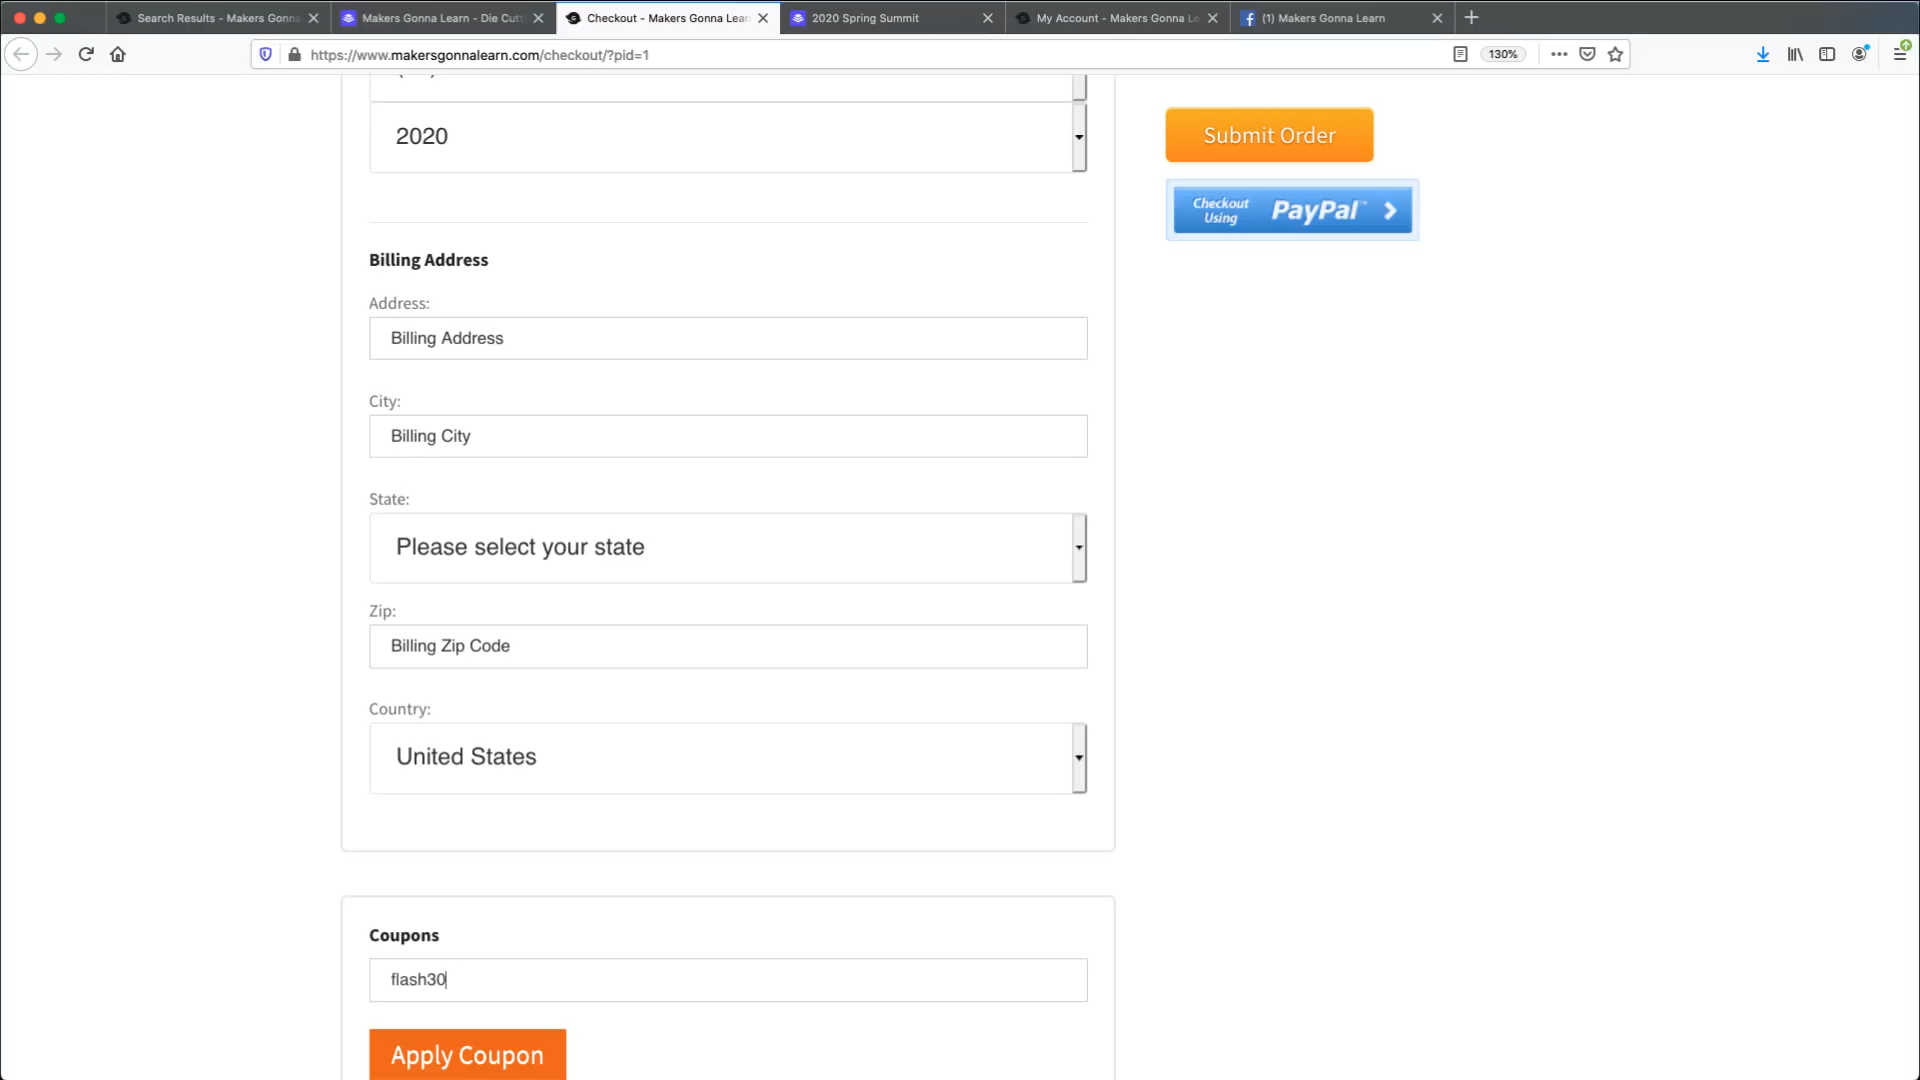 Search Results - Makers Gonna
Makers Gonna Learn - Die Cut
Checkout - Makers Gonna Lear
2020 Spring Summit
My Account - Makers Gonna Le
(1) Makers Gonna Learn
https://www.makersgonnalearn.com/checkout/?pid=1
130%
2020
Submit Order
Checkout Using PayPal™
Billing Address
Address:
Billing Address
City:
Billing City
State:
Please select your state
Zip:
Billing Zip Code
Country:
United States
Coupons
flash30
Apply Coupon